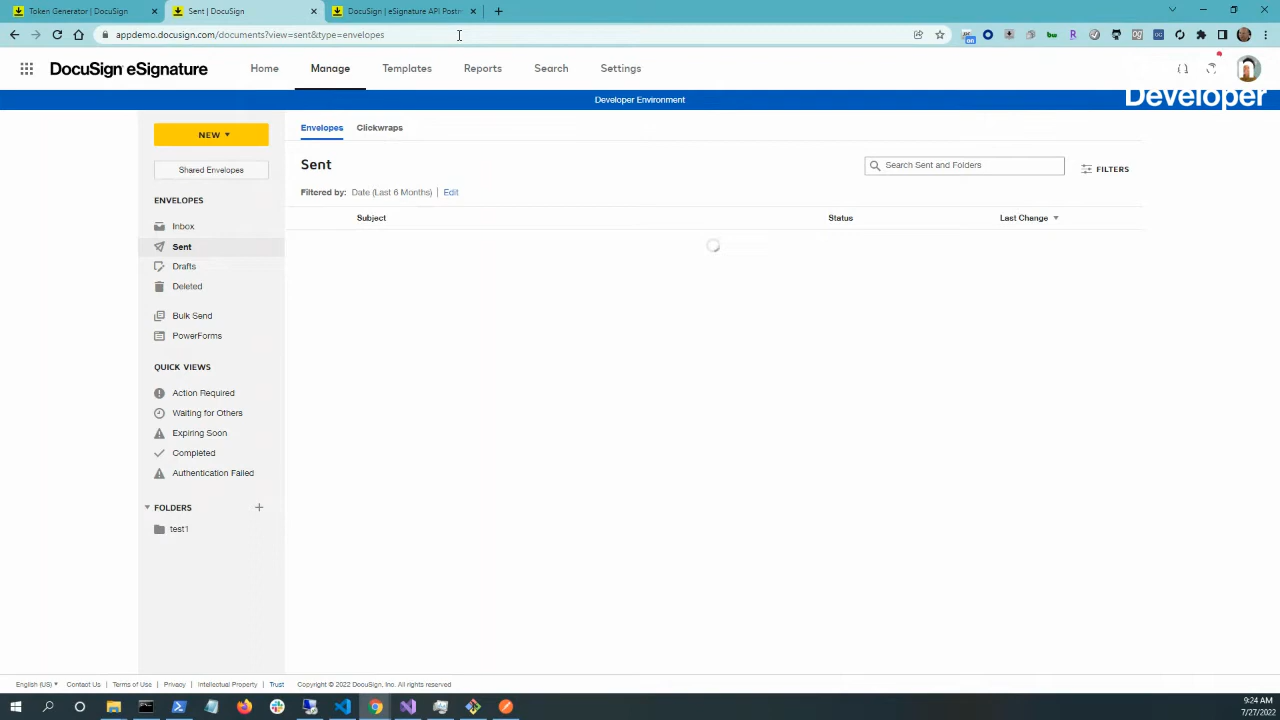 Token Generator | DocuSign
Sent | DocuSign
DocuSign | eSignature API Postm
appdemo.docusign.com/documents?view=sent&type=envelopes
DocuSign eSignature
Home
Manage
Templates
Reports
Search
Settings
Developer Environment
Developer
NEW
Shared Envelopes
ENVELOPES
Inbox
Sent
Drafts
Deleted
Bulk Send
PowerForms
QUICK VIEWS
Action Required
Waiting for Others
Expiring Soon
Completed
Authentication Failed
FOLDERS
test1
Envelopes
Clickwraps
Sent
Search Sent and Folders
FILTERS
Filtered by: Date (Last 6 Months) | Edit
Subject
Status
Last Change
English (US)
Contact Us
Terms of Use
Privacy
Intellectual Property
Trust
Copyright © 2022 DocuSign, Inc. All rights reserved
9:24 AM
7/27/2022